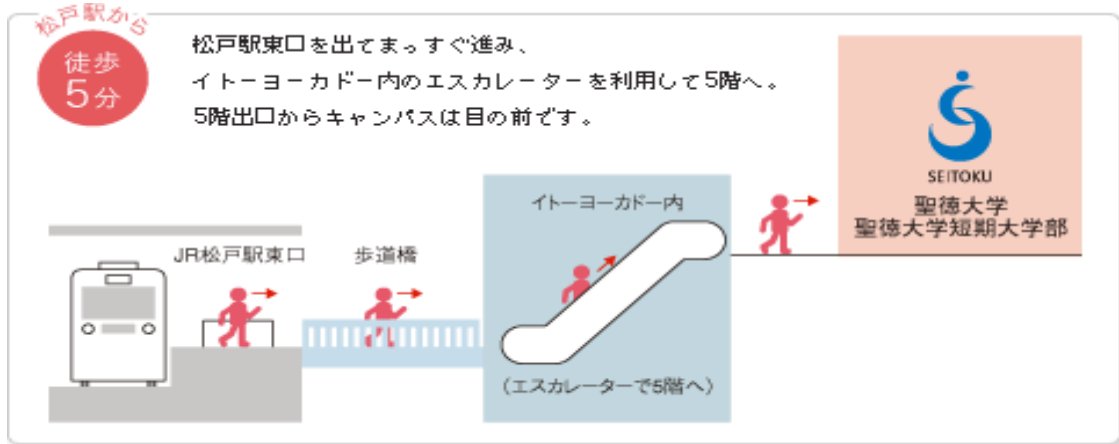 松戸駅から
徒歩
5分
松戸駅東口を出てまっすぐ進み、
イトーヨーカドー内のエスカレーターを利用して5階へ。
5階出口からキャンパスは目の前です。
SEITOKU
聖徳大学
聖徳大学短期大学部
イトーヨーカドー内
JR松戸駅東口
歩道橋
(エスカレーターで5階へ)